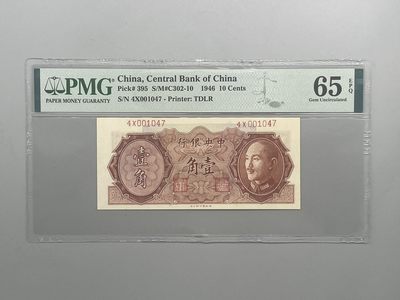 PMG
PAPER MONEY GUARANTY
China, Central Bank of China
Pick# 395 S/M#C302-10 1946 10 Cents
S/N 4X001047 - Printer: TDLR
65 EPQ
Gem Uncirculated
4X001047 4X001047
行銀央中
壹角
壹角